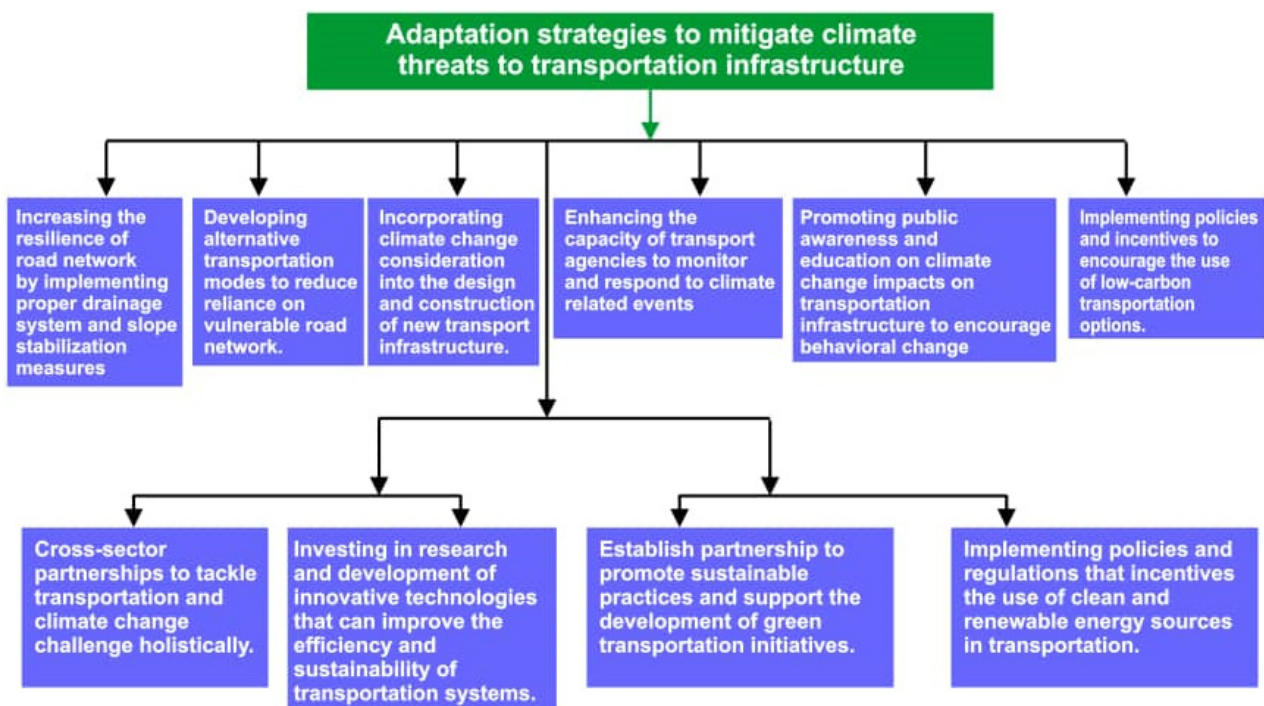 Adaptation strategies to mitigate climate
threats to transportation infrastructure
Increasing the
resilience of
road network
by implementing
proper drainage
system and slope
stabilization
measures
Developing
alternative
transportation
modes to reduce
reliance on
vulnerable road
network.
Incorporating
climate change
consideration
into the design
and construction
of new transport
infrastructure.
Enhancing the
capacity of transport
agencies to monitor
and respond to climate
related events
Promoting public
awareness and
education on climate
change impacts on
transportation
infrastructure to encourage
behavioral change
Implementing policies
and incentives to
encourage the use
of low-carbon
transportation
options.
Cross-sector
partnerships to tackle
transportation and
climate change
challenge holistically.
Investing in research
and development of
innovative technologies
that can improve the
efficiency and
sustainability of
transportation systems.
Establish partnership to
promote sustainable
practices and support the
development of green
transportation initiatives.
Implementing policies and
regulations that incentives
the use of clean and
renewable energy sources
in transportation.